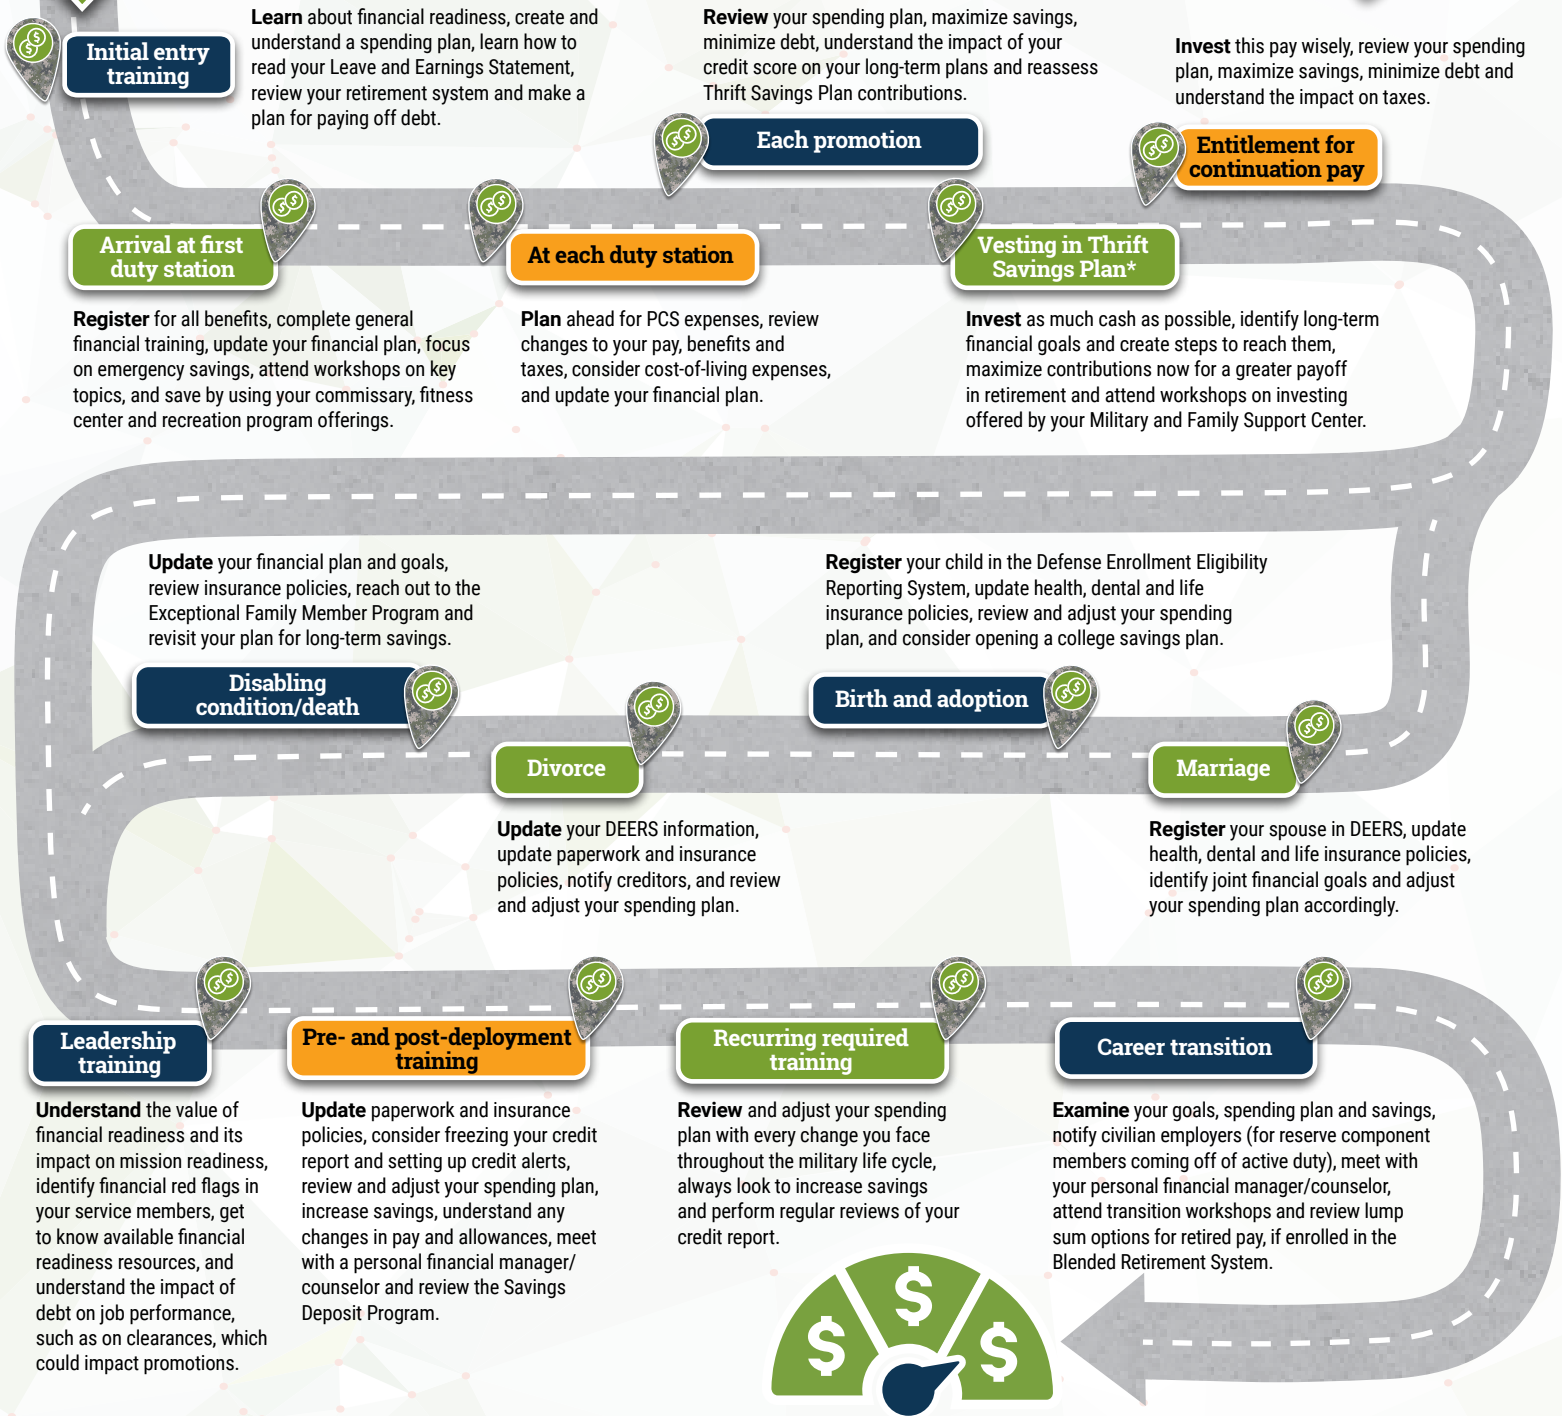 Initial entry
training
Learn about financial readiness, create and
understand a spending plan, learn how to
read your Leave and Earnings Statement,
review your retirement system and make a
plan for paying off debt.
Review your spending plan, maximize savings,
minimize debt, understand the impact of your
credit score on your long-term plans and reassess
Thrift Savings Plan contributions.
Each promotion
Invest this pay wisely, review your spending
plan, maximize savings, minimize debt and
understand the impact on taxes.
Entitlement for
continuation pay
Arrival at first
duty station
Register for all benefits, complete general
financial training, update your financial plan, focus
on emergency savings, attend workshops on key
topics, and save by using your commissary, fitness
center and recreation program offerings.
At each duty station
Plan ahead for PCS expenses, review
changes to your pay, benefits and
taxes, consider cost-of-living expenses,
and update your financial plan.
Vesting in Thrift
Savings Plan*
Invest as much cash as possible, identify long-term
financial goals and create steps to reach them,
maximize contributions now for a greater payoff
in retirement and attend workshops on investing
offered by your Military and Family Support Center.
Update your financial plan and goals,
review insurance policies, reach out to the
Exceptional Family Member Program and
revisit your plan for long-term savings.
Disabling
condition/death
Register your child in the Defense Enrollment Eligibility
Reporting System, update health, dental and life
insurance policies, review and adjust your spending
plan, and consider opening a college savings plan.
Birth and adoption
Divorce
Update your DEERS information,
update paperwork and insurance
policies, notify creditors, and review
and adjust your spending plan.
Marriage
Register your spouse in DEERS, update
health, dental and life insurance policies,
identify joint financial goals and adjust
your spending plan accordingly.
Leadership
training
Understand the value of
financial readiness and its
impact on mission readiness,
identify financial red flags in
your service members, get
to know available financial
readiness resources, and
understand the impact of
debt on job performance,
such as on clearances, which
could impact promotions.
Pre- and post-deployment
training
Update paperwork and insurance
policies, consider freezing your credit
report and setting up credit alerts,
review and adjust your spending plan,
increase savings, understand any
changes in pay and allowances, meet
with a personal financial manager/
counselor and review the Savings
Deposit Program.
Recurring required
training
Review and adjust your spending
plan with every change you face
throughout the military life cycle,
always look to increase savings
and perform regular reviews of your
credit report.
Career transition
Examine your goals, spending plan and savings,
notify civilian employers (for reserve component
members coming off of active duty), meet with
your personal financial manager/counselor,
attend transition workshops and review lump
sum options for retired pay, if enrolled in the
Blended Retirement System.
$ $ $